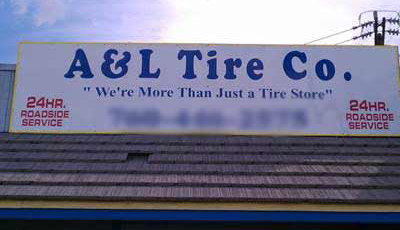 A&L Tire Co.
" We're More Than Just a Tire Store"
24HR.
ROADSIDE
SERVICE
24HR.
ROADSIDE
SERVICE